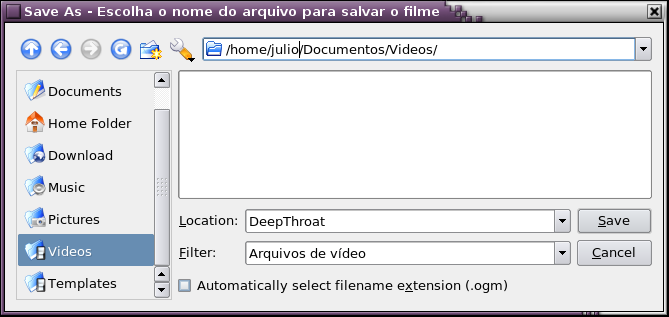 Save As - Escolha o nome do arquivo para salvar o filme
/home/julio/Documentos/Videos/
Documents
Home Folder
Download
Music
Pictures
Videos
Templates
Location: DeepThroat Save
Filter: Arquivos de vídeo Cancel
Automatically select filename extension (.ogm)